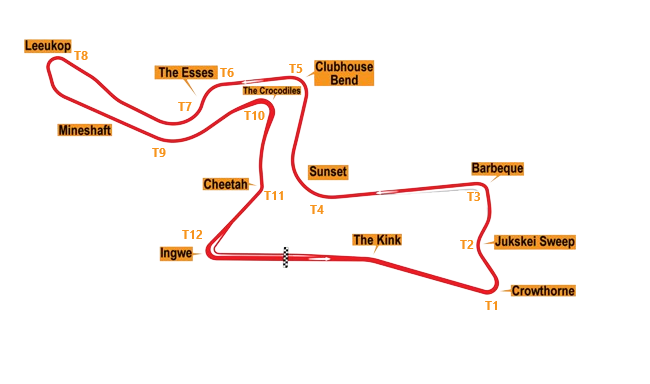 Leeukop
T8
The Esses
T6
T5
Clubhouse
Bend
The Crocodiles
T7
T10
Mineshaft
T9
Sunset
Barbeque
Cheetah
T11
T3
T4
T12
The Kink
T2
Jukskei Sweep
Ingwe
Crowthorne
T1